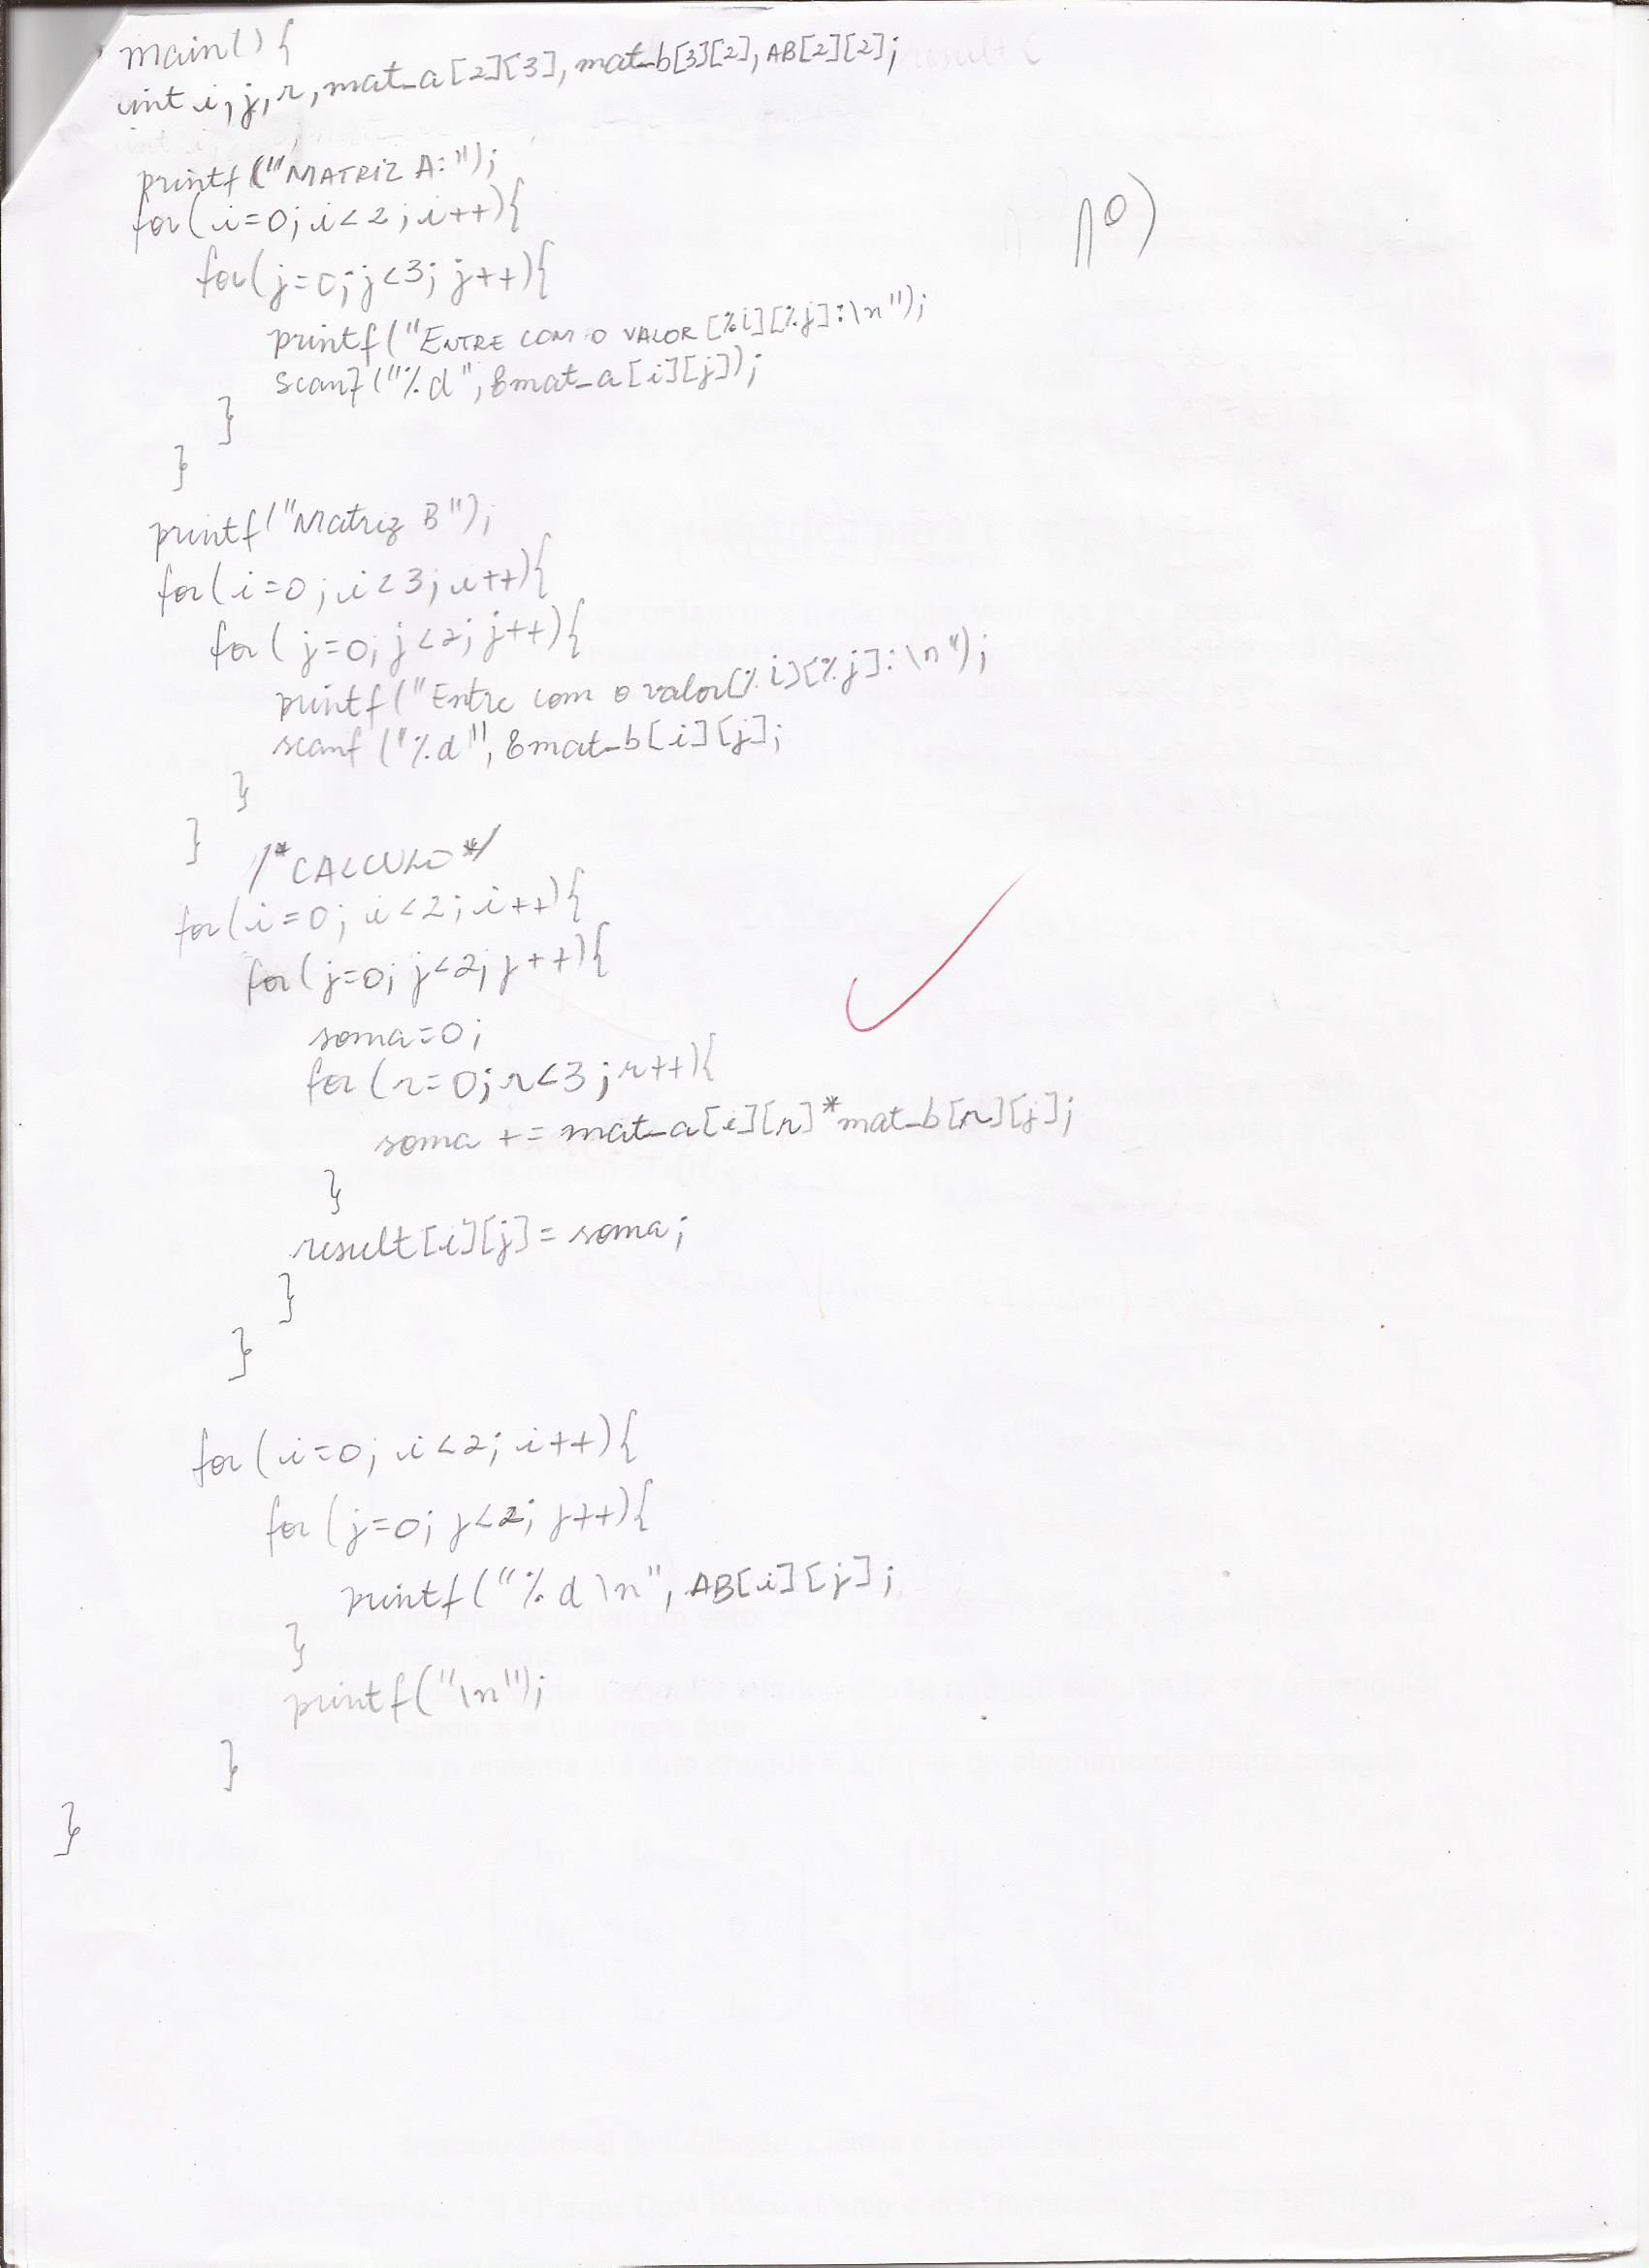 main() {
int i, j, r, mat_a[2][3], mat_b[3][2], AB[2][2];
1º)
printf("MATRIZ A:");
for(i=0; i<2; i++){
for(j=0; j<3; j++){
printf("ENTRE COM O VALOR[%i][%j]:\n");
scanf("%d", &mat_a[i][j]);
}
}
printf("Matriz B");
for(i=0; i<3; i++){
for(j=0; j<2; j++){
printf("Entre com o valor[%i][%j]:\n");
scanf("%d", &mat_b[i][j];
}
}
/*CALCULO*/
for(i=0; i<2; i++){
for(j=0; j<2; j++){
soma=0;
for(r=0; r<3; r++){
soma += mat_a[i][r]*mat_b[r][j];
}
result[i][j]=soma;
}
}
for(i=0; i<2; i++){
for(j=0; j<2; j++){
printf("%d\n", AB[i][j];
}
printf("\n");
}
}